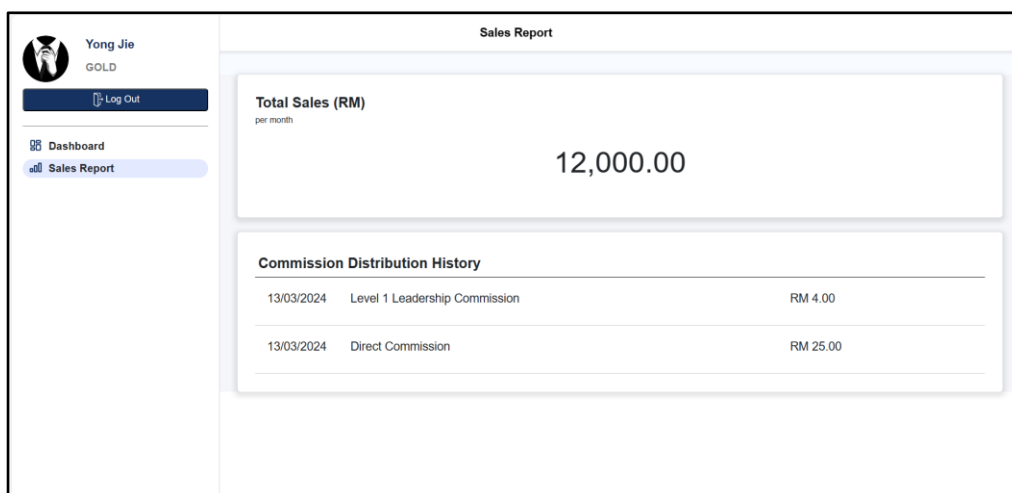 Yong Jie
GOLD
Log Out
Dashboard
Sales Report
Sales Report
Total Sales (RM)
per month
12,000.00
Commission Distribution History
13/03/2024 Level 1 Leadership Commission RM 4.00
13/03/2024 Direct Commission RM 25.00